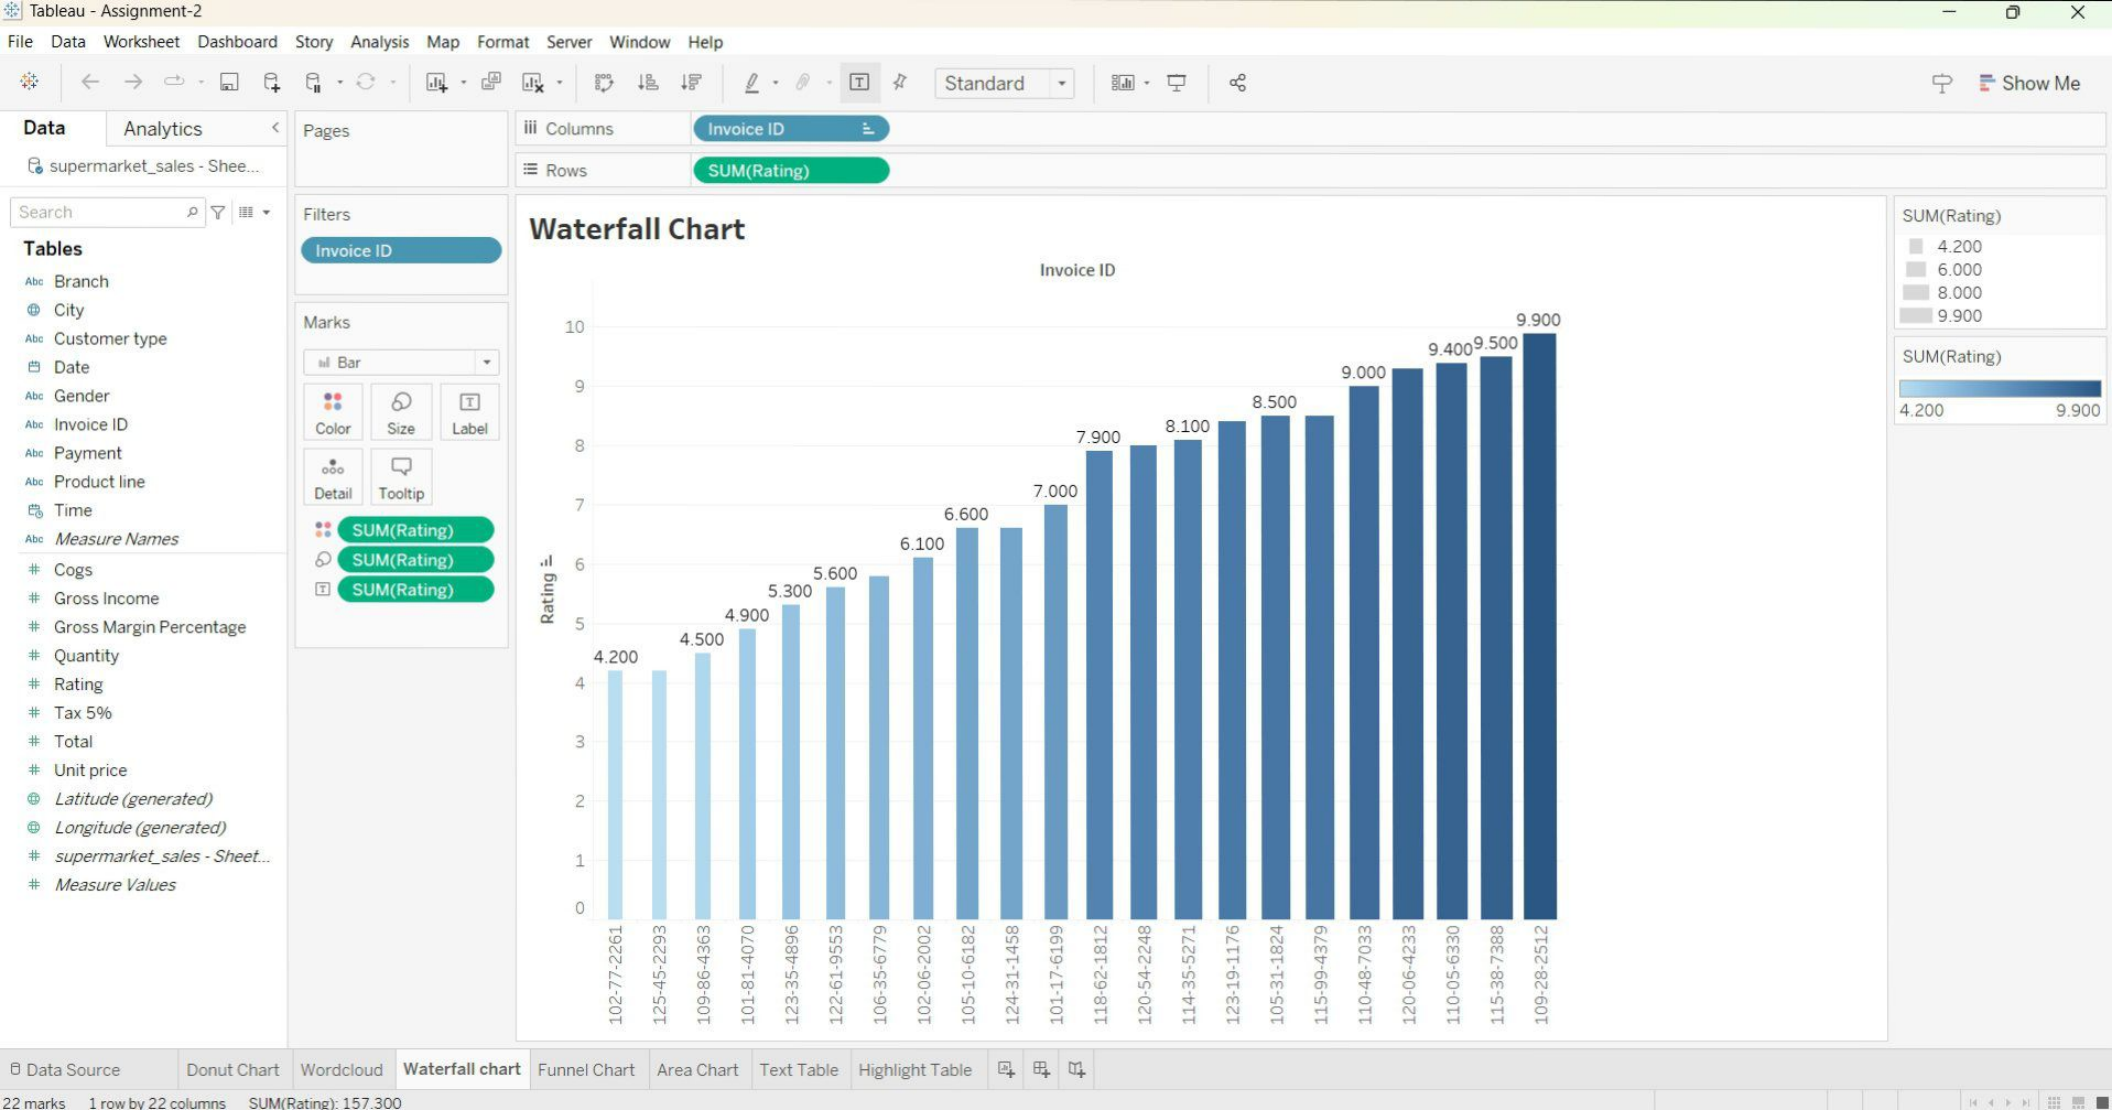 Tableau - Assignment-2
File Data Worksheet Dashboard Story Analysis Map Format Server Window Help
Standard
Show Me
Data Analytics
supermarket_sales - Shee...
Search
Tables
Abc Branch
City
Abc Customer type
Date
Abc Gender
Abc Invoice ID
Abc Payment
Abc Product line
Time
Abc Measure Names
# Cogs
# Gross Income
# Gross Margin Percentage
# Quantity
# Rating
# Tax 5%
# Total
# Unit price
Latitude (generated)
Longitude (generated)
# supermarket_sales - Sheet...
# Measure Values
Pages
Filters
Invoice ID
Marks
Bar
Color Size Label
Detail Tooltip
SUM(Rating)
SUM(Rating)
SUM(Rating)
Columns Invoice ID
Rows SUM(Rating)
Waterfall Chart
Invoice ID
Rating
10
9
8
7
6
5
4
3
2
1
0
4.200
4.500
4.900
5.300
5.600
6.100
6.600
7.000
7.900
8.100
8.500
9.000
9.400
9.500
9.900
102-77-2261
125-45-2293
109-86-4363
101-81-4070
123-35-4896
122-61-9553
106-35-6779
102-06-2002
105-10-6182
124-31-1458
101-17-6199
118-62-1812
120-54-2248
114-35-5271
123-19-1176
105-31-1824
115-99-4379
110-48-7033
120-06-4233
110-05-6330
115-38-7388
109-28-2512
SUM(Rating)
4.200
6.000
8.000
9.900
SUM(Rating)
4.200 9.900
Data Source Donut Chart Wordcloud Waterfall chart Funnel Chart Area Chart Text Table Highlight Table
22 marks 1 row by 22 columns SUM(Rating): 157.300